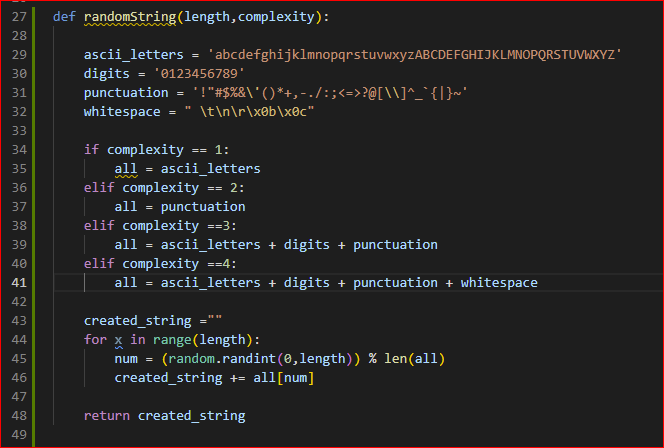 27 def randomString(length,complexity):
28
29     ascii_letters = 'abcdefghijklmnopqrstuvwxyzABCDEFGHIJKLMNOPQRSTUVWXYZ'
30     digits = '0123456789'
31     punctuation = '!"#$%&\'()*+,-./:;<=>?@[\\]^_`{|}~'
32     whitespace = " \t\n\r\x0b\x0c"
33
34     if complexity == 1:
35         all = ascii_letters
36     elif complexity == 2:
37         all = punctuation
38     elif complexity ==3:
39         all = ascii_letters + digits + punctuation
40     elif complexity ==4:
41         all = ascii_letters + digits + punctuation + whitespace
42
43     created_string =""
44     for x in range(length):
45         num = (random.randint(0,length)) % len(all)
46         created_string += all[num]
47
48     return created_string
49